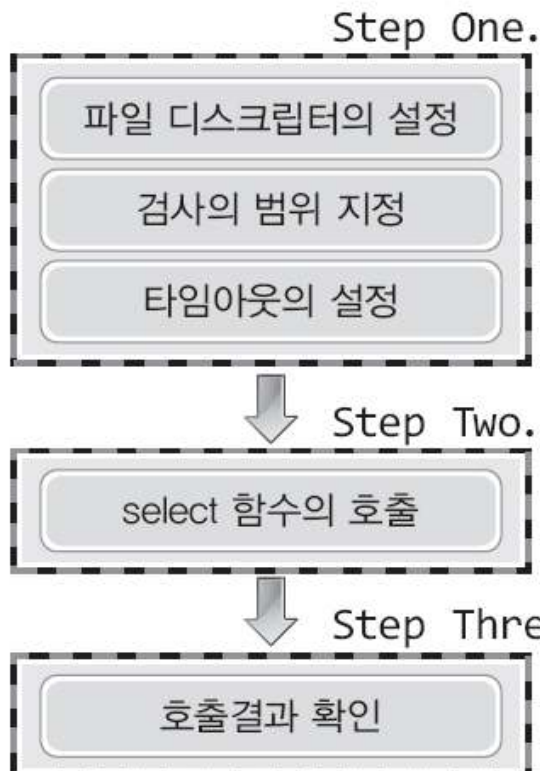 Step One.
파일 디스크립터의 설정
검사의 범위 지정
타임아웃의 설정
Step Two.
select 함수의 호출
Step Thre
호출결과 확인